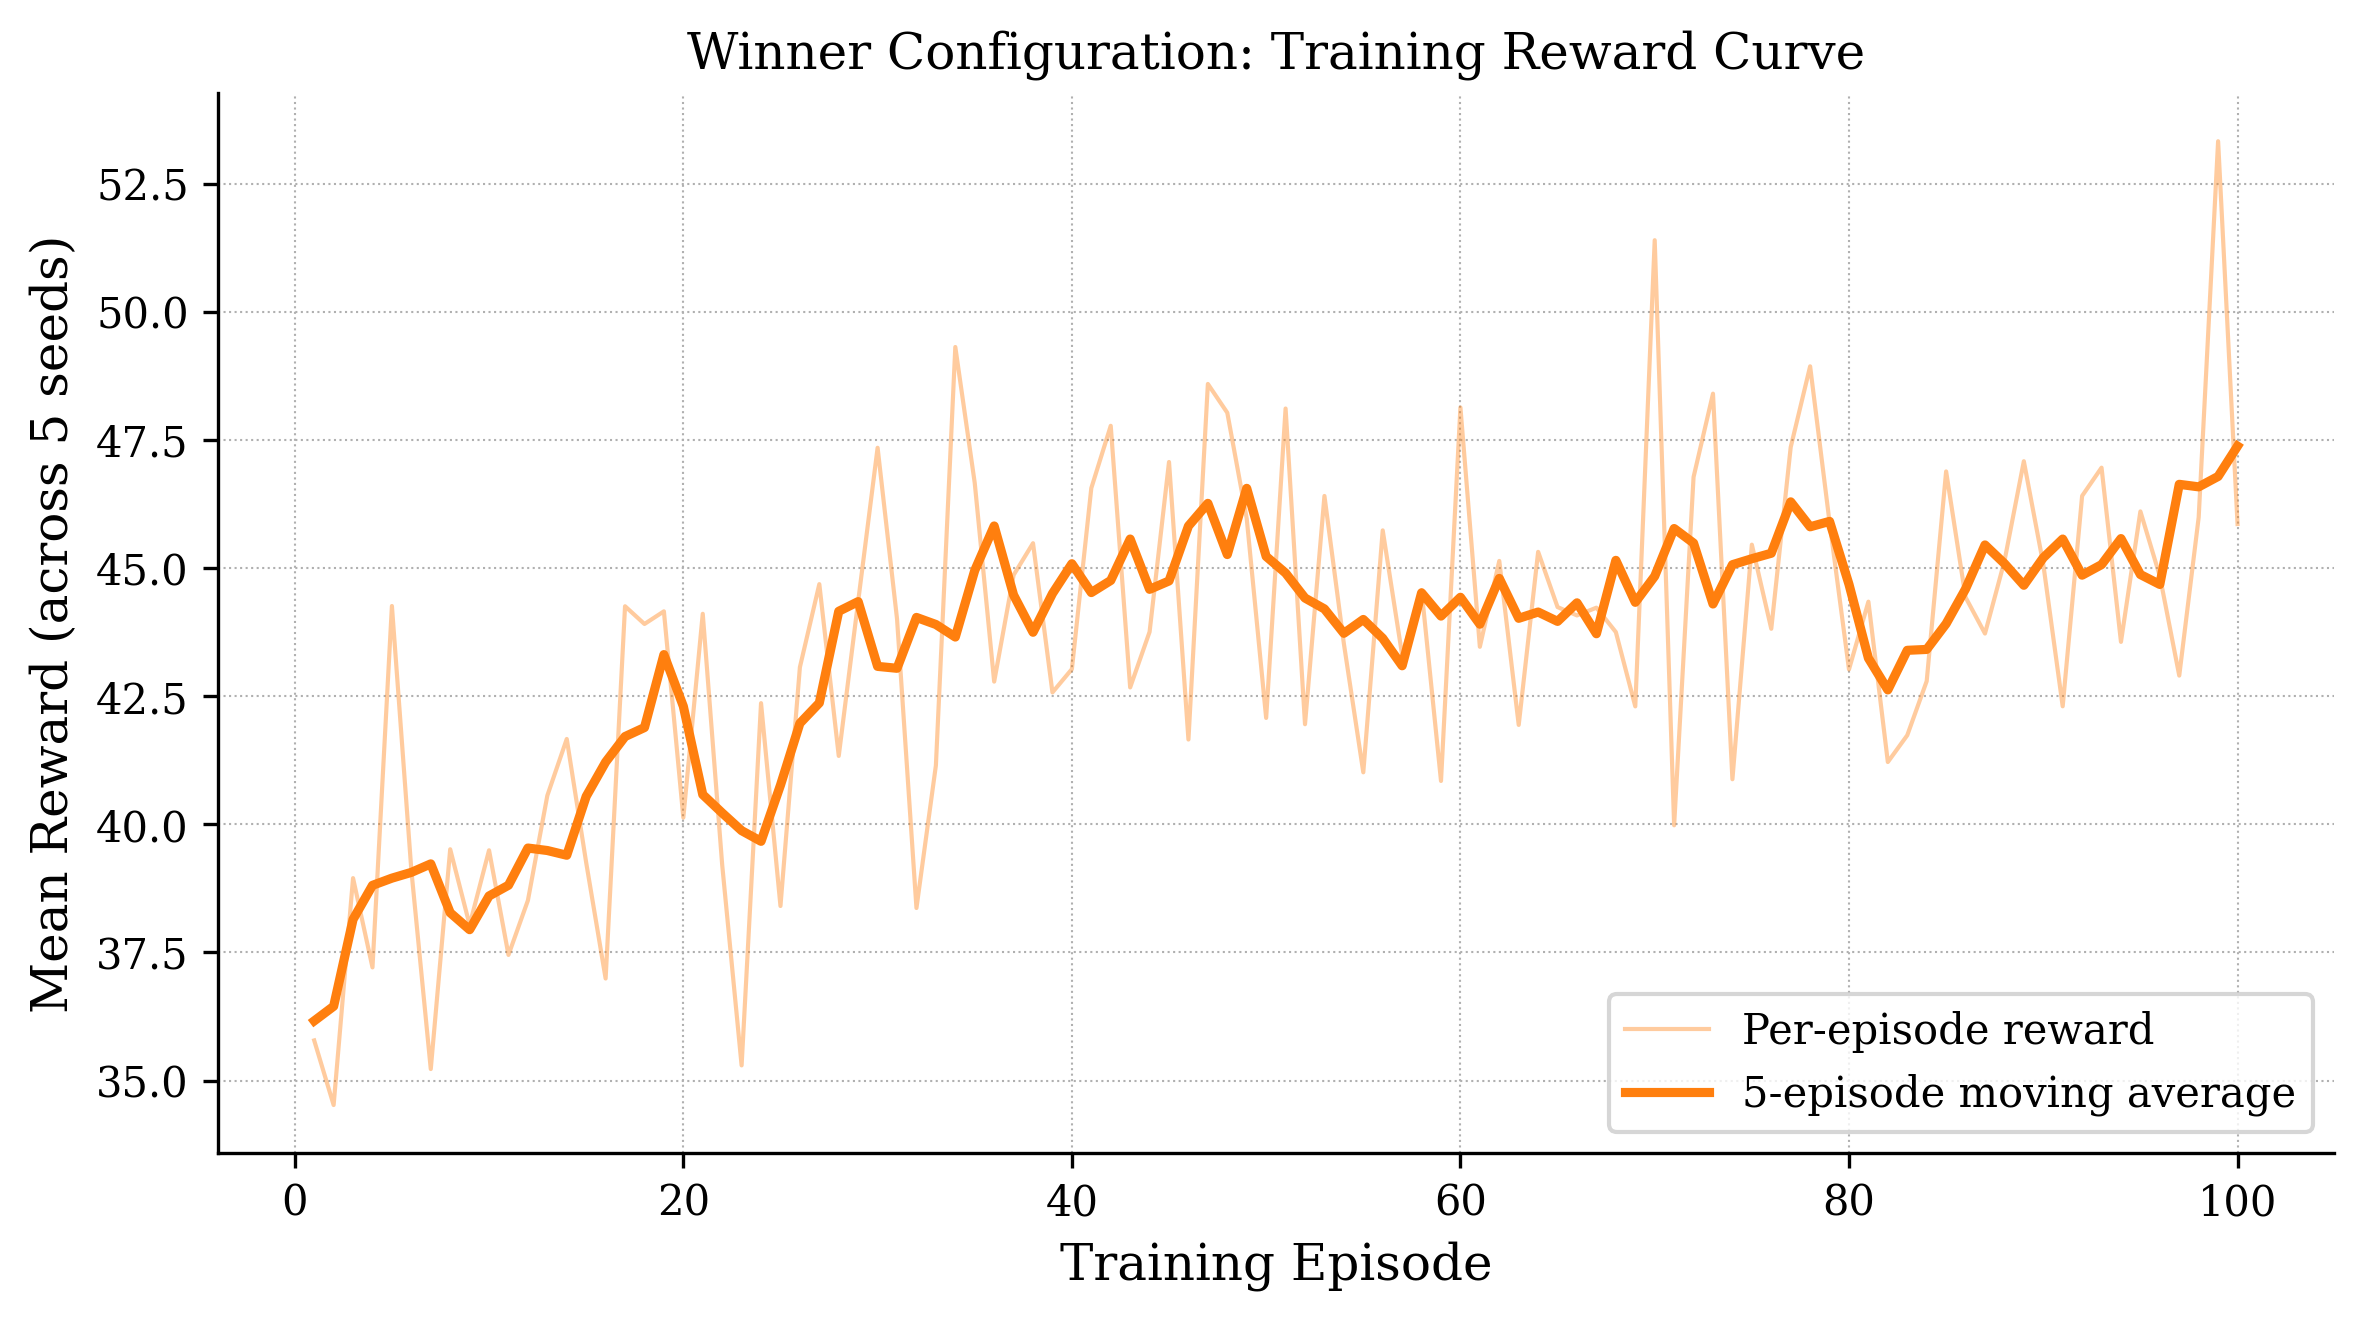 Winner Configuration: Training Reward Curve
Mean Reward (across 5 seeds)
52.5
50.0
47.5
45.0
42.5
40.0
37.5
35.0
Per-episode reward
5-episode moving average
0 20 40 60 80 100
Training Episode